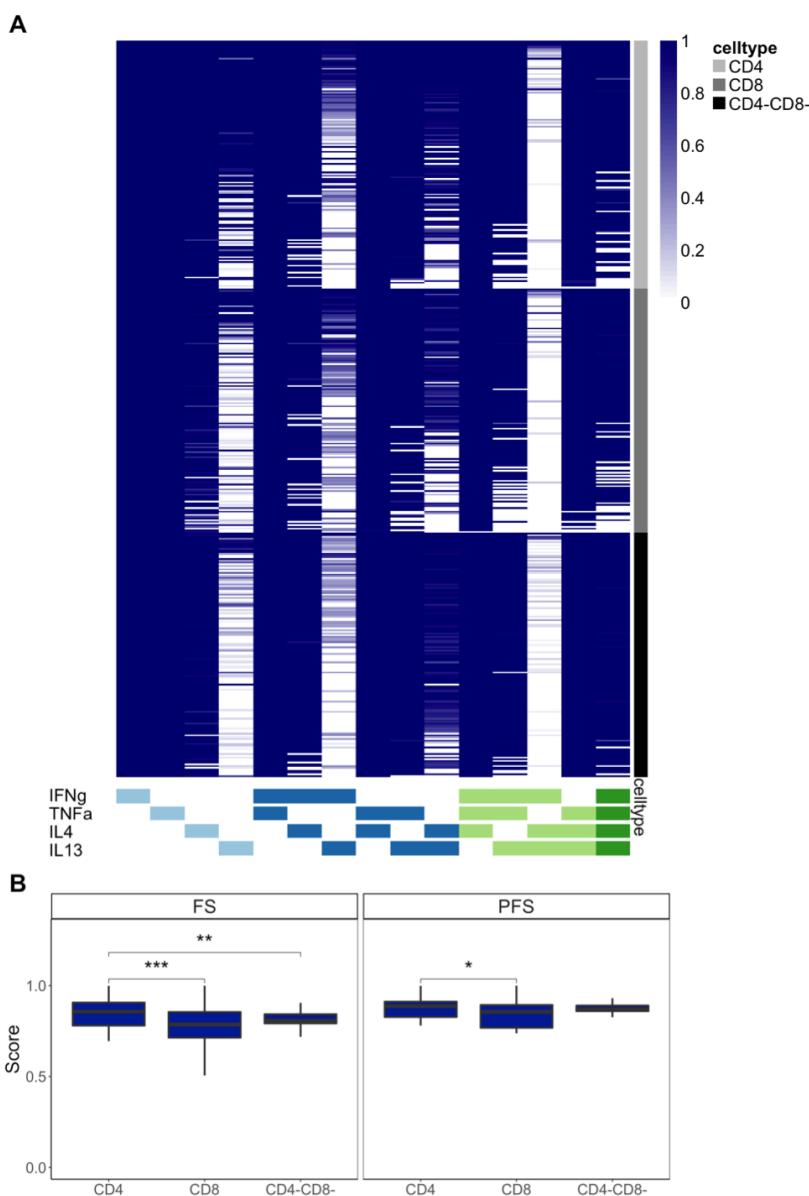 A
1
0.8
0.6
0.4
0.2
0
celltype
CD4
CD8
CD4-CD8-
IFNg
TNFa
IL4
IL13
celltype
B
FS
PFS
**
***
*
Score
1.0
0.5
0.0
CD4
CD8
CD4-CD8-
CD4
CD8
CD4-CD8-